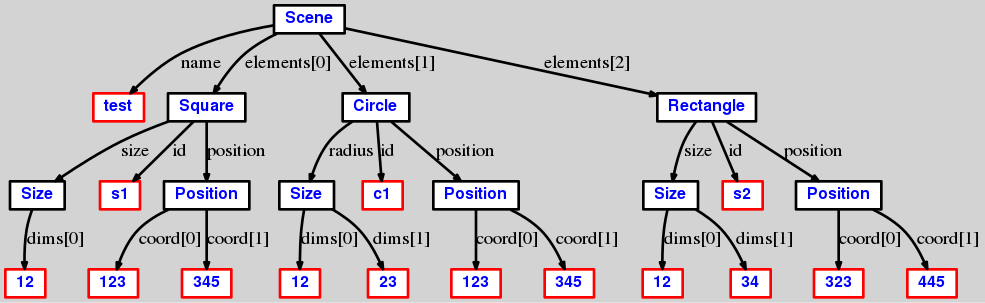 Scene
name elements[0] elements[1] elements[2]
test Square Circle Rectangle
size id position radius id position size id position
Size s1 Position Size c1 Position Size s2 Position
dims[0] coord[0] coord[1] dims[0] dims[1] coord[0] coord[1] dims[0] dims[1] coord[0] coord[1]
12 123 345 12 23 123 345 12 34 323 445